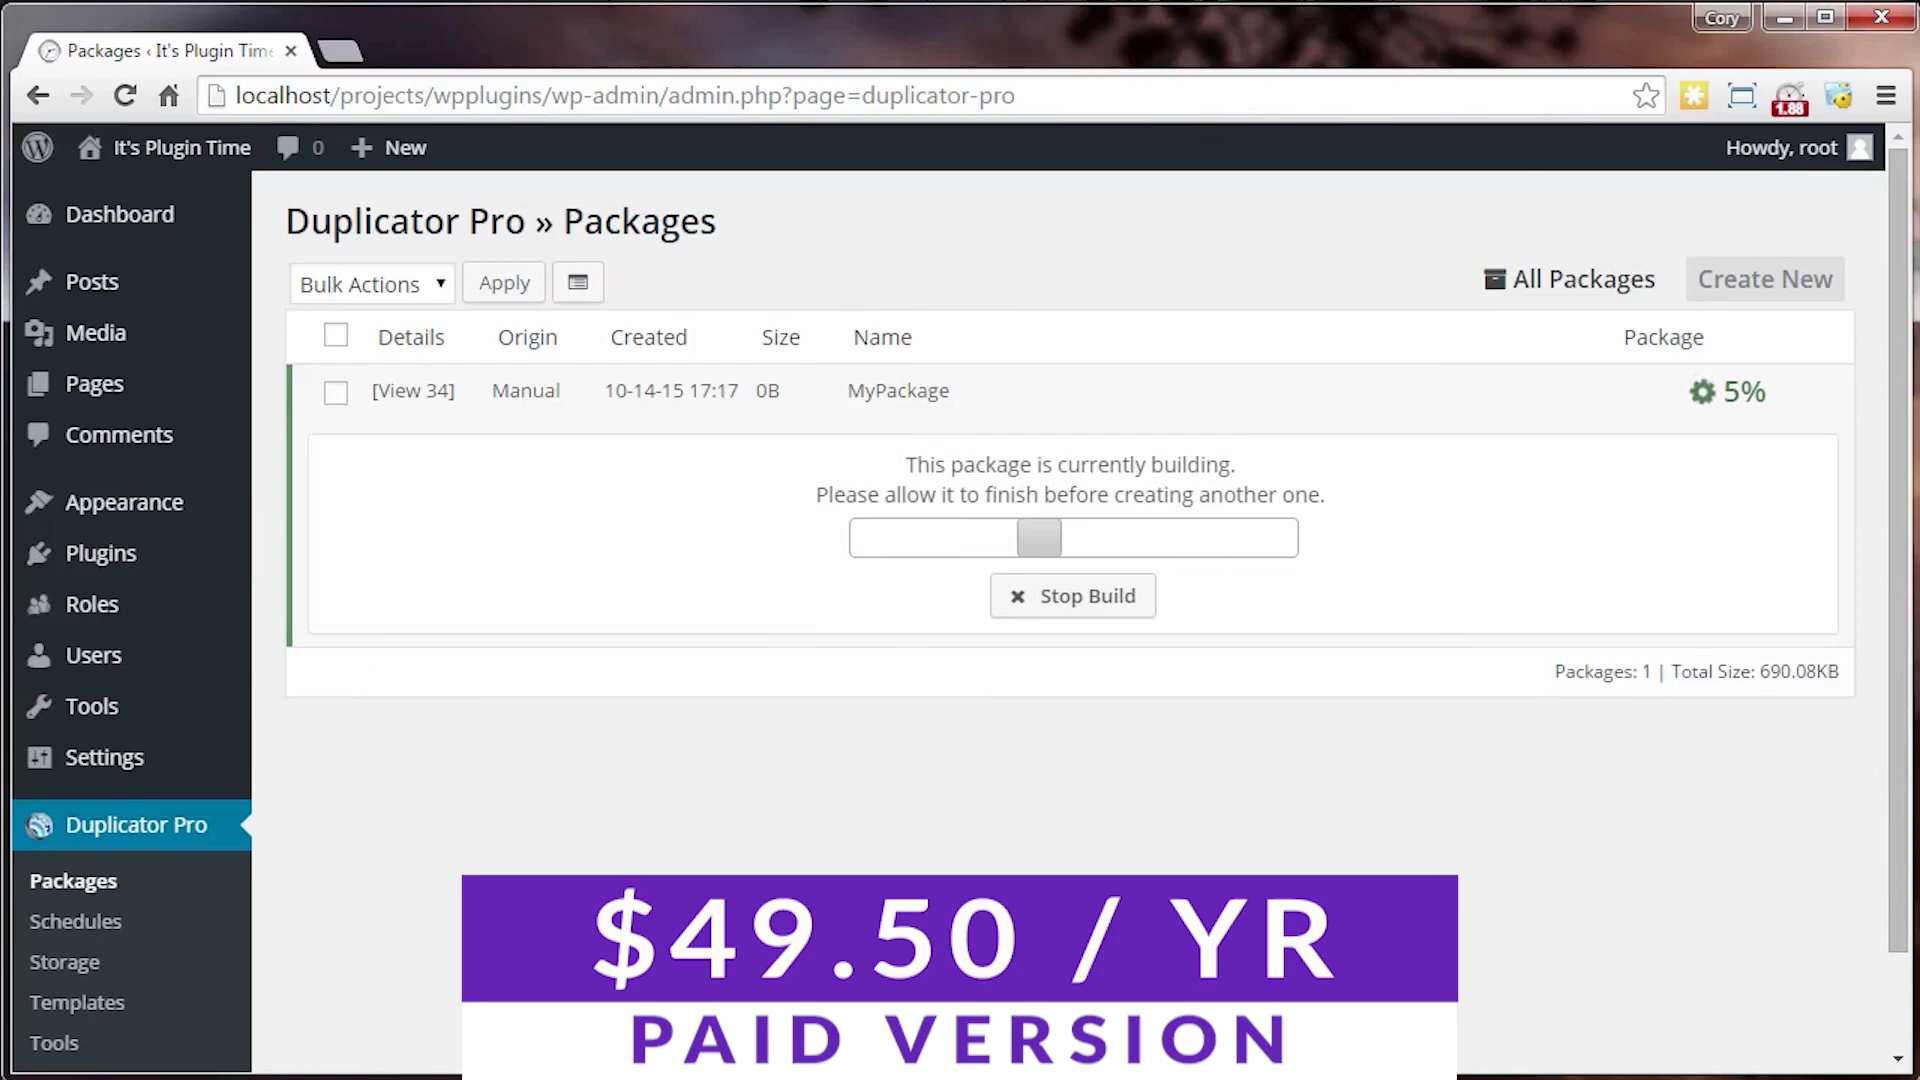 Cory
Packages ‹ It's Plugin Time
localhost/projects/wpplugins/wp-admin/admin.php?page=duplicator-pro
1.88
It's Plugin Time 0 New
Howdy, root
Dashboard
Posts
Media
Pages
Comments
Appearance
Plugins
Roles
Users
Tools
Settings
Duplicator Pro
Packages
Schedules
Storage
Templates
Tools
Duplicator Pro » Packages
Bulk Actions Apply
All Packages Create New
Details Origin Created Size Name Package
[View 34] Manual 10-14-15 17:17 0B MyPackage 5%
This package is currently building.
Please allow it to finish before creating another one.
Stop Build
Packages: 1 | Total Size: 690.08KB
$49.50 / YR
PAID VERSION